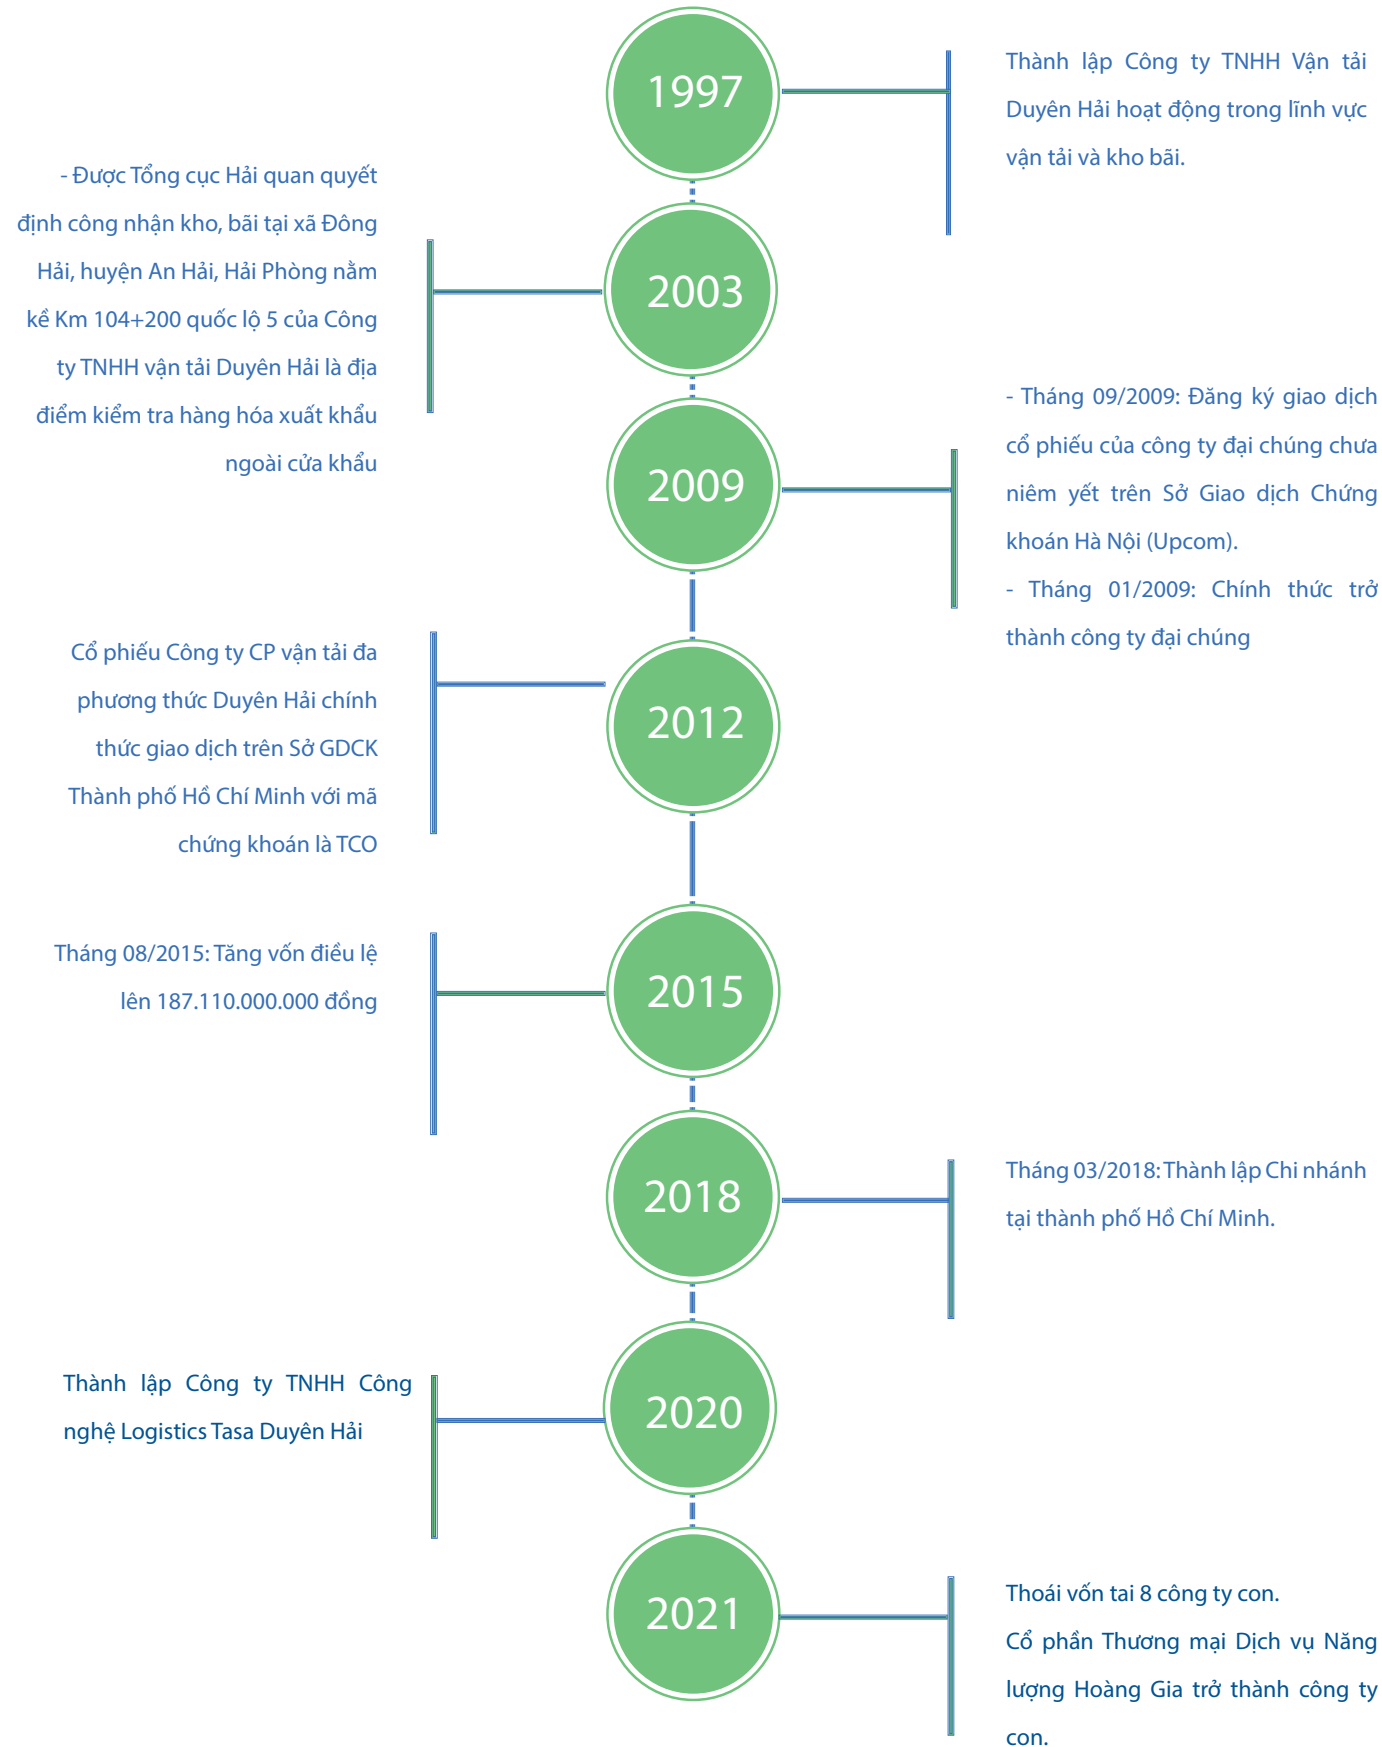 1997
Thành lập Công ty TNHH Vận tải
Duyên Hải hoạt động trong lĩnh vực
vận tải và kho bãi.
2003
- Được Tổng cục Hải quan quyết
định công nhận kho, bãi tại xã Đông
Hải, huyện An Hải, Hải Phòng nằm
kề Km 104+200 quốc lộ 5 của Công
ty TNHH vận tải Duyên Hải là địa
điểm kiểm tra hàng hóa xuất khẩu
ngoài cửa khẩu
2009
- Tháng 09/2009: Đăng ký giao dịch
cổ phiếu của công ty đại chúng chưa
niêm yết trên Sở Giao dịch Chứng
khoán Hà Nội (Upcom).
- Tháng 01/2009: Chính thức trở
thành công ty đại chúng
2012
Cổ phiếu Công ty CP vận tải đa
phương thức Duyên Hải chính
thức giao dịch trên Sở GDCK
Thành phố Hồ Chí Minh với mã
chứng khoán là TCO
2015
Tháng 08/2015: Tăng vốn điều lệ
lên 187.110.000.000 đồng
2018
Tháng 03/2018: Thành lập Chi nhánh
tại thành phố Hồ Chí Minh.
2020
Thành lập Công ty TNHH Công
nghệ Logistics Tasa Duyên Hải
2021
Thoái vốn tai 8 công ty con.
Cổ phần Thương mại Dịch vụ Năng
lượng Hoàng Gia trở thành công ty
con.